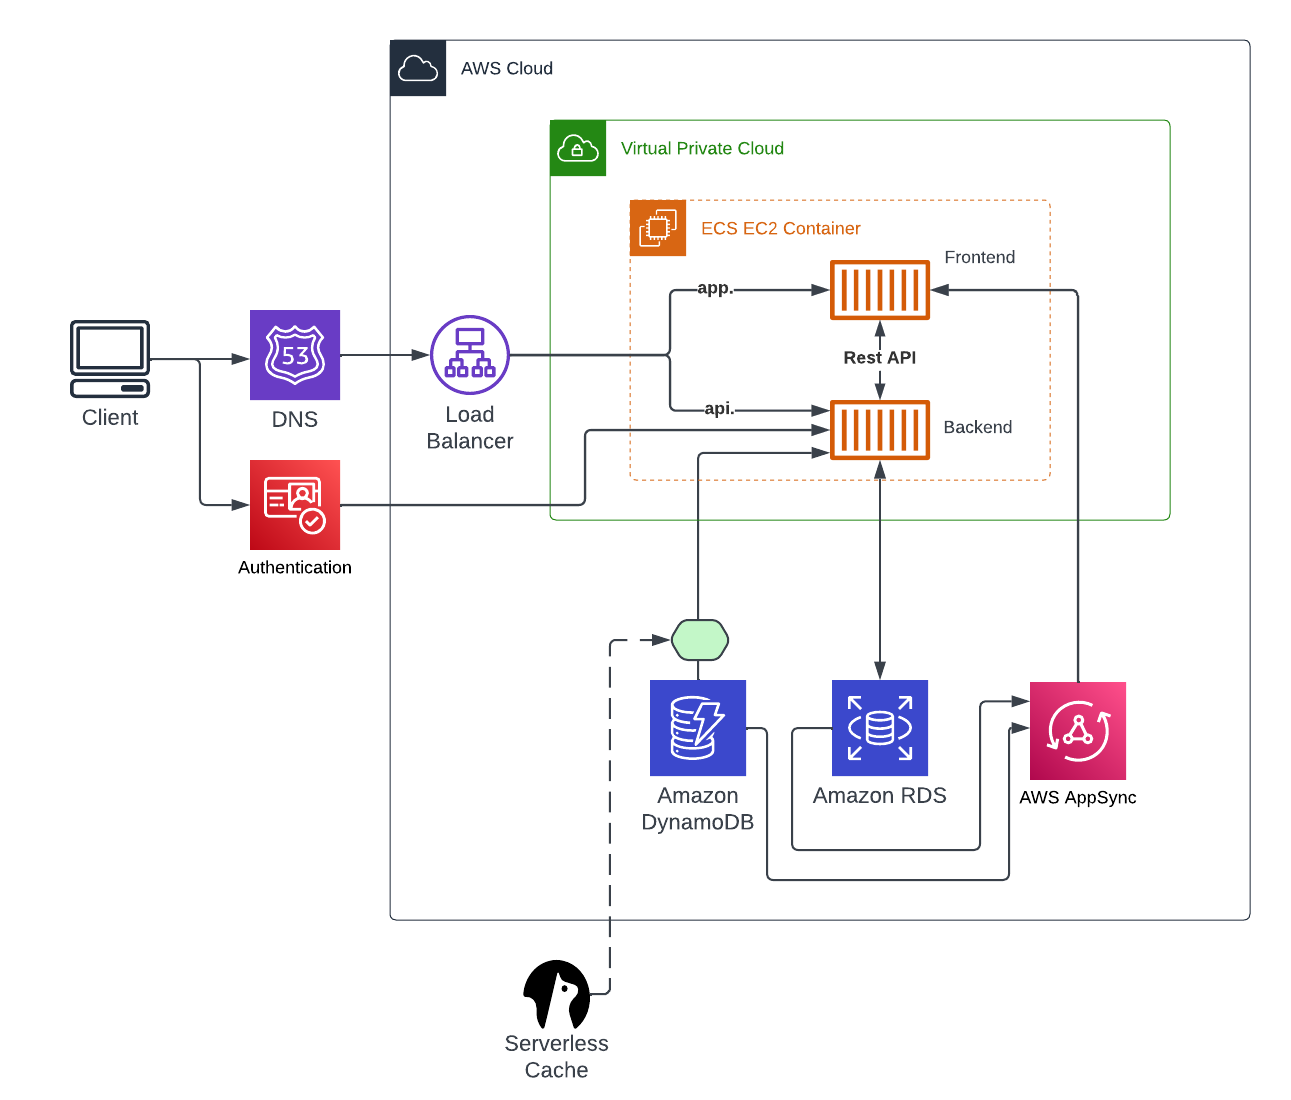 AWS Cloud
Virtual Private Cloud
ECS EC2 Container
Frontend
app.
53
Rest API
Client
DNS
Load
Balancer
api.
Backend
Authentication
Amazon
DynamoDB
Amazon RDS
AWS AppSync
Serverless
Cache